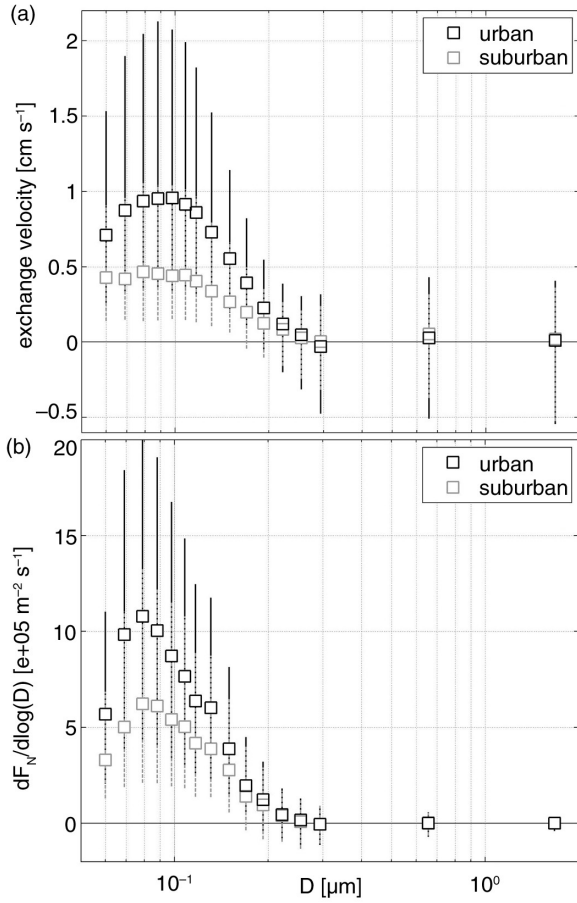 (a)
2
1.5
1
0.5
0
−0.5
exchange velocity [cm s⁻¹]
urban
suburban
(b)
20
15
10
5
0
dF_N/dlog(D) [e+05 m⁻² s⁻¹]
urban
suburban
10⁻¹ D [µm] 10⁰